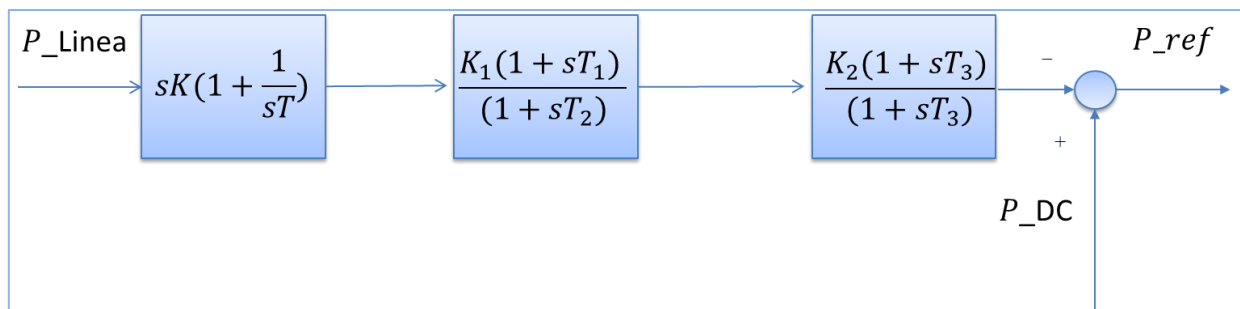 P_Linea
sK(1 + 1/sT)
K₁(1 + sT₁)
(1 + sT₂)
K₂(1 + sT₃)
(1 + sT₃)
−
P_ref
+
P_DC